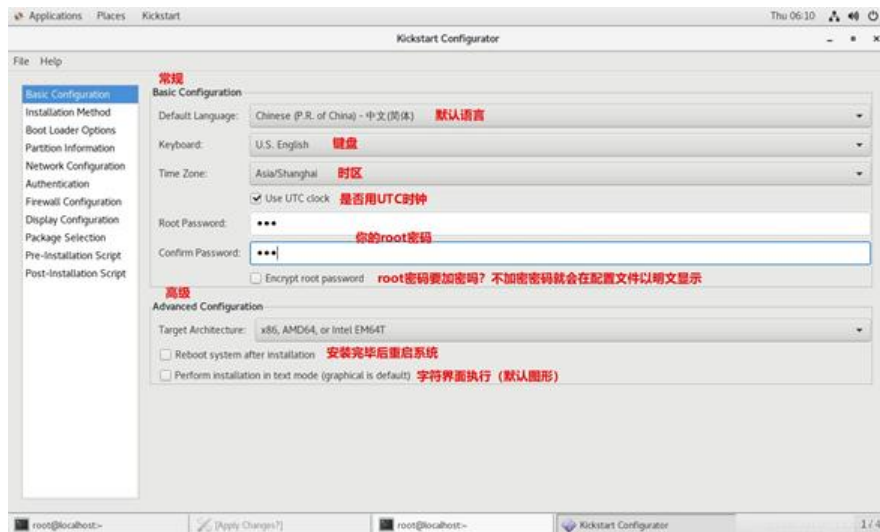 Applications Places Kickstart Thu 06:10
Kickstart Configurator
File Help
常规
Basic Configuration
Installation Method
Boot Loader Options
Partition Information
Network Configuration
Authentication
Firewall Configuration
Display Configuration
Package Selection
Pre-Installation Script
Post-Installation Script
Basic Configuration
Default Language: Chinese (P.R. of China) - 中文(简体) 默认语言
Keyboard: U.S. English 键盘
Time Zone: Asia/Shanghai 时区
Use UTC clock 是否用UTC时钟
Root Password: •••
你的root密码
Confirm Password: •••
Encrypt root password root密码要加密吗？不加密密码就会在配置文件以明文显示
高级
Advanced Configuration
Target Architecture: x86, AMD64, or Intel EM64T
Reboot system after installation 安装完毕后重启系统
Perform installation in text mode (graphical is default) 字符界面执行（默认图形）
root@localhost:~ [Apply Changes?] root@localhost:~ Kickstart Configurator 1 / 4